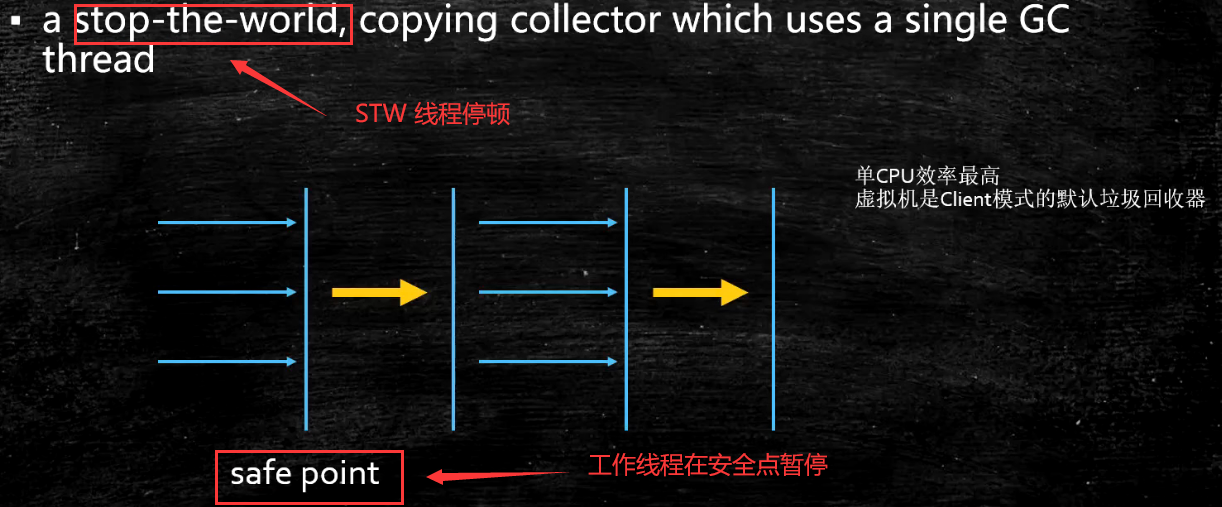 ▪ a stop-the-world, copying collector which uses a single GC
thread
STW 线程停顿
单CPU效率最高
虚拟机是Client模式的默认垃圾回收器
safe point
工作线程在安全点暂停